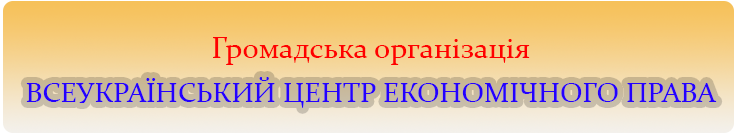 Громадська організація
ВСЕУКРАЇНСЬКИЙ ЦЕНТР ЕКОНОМІЧНОГО ПРАВА